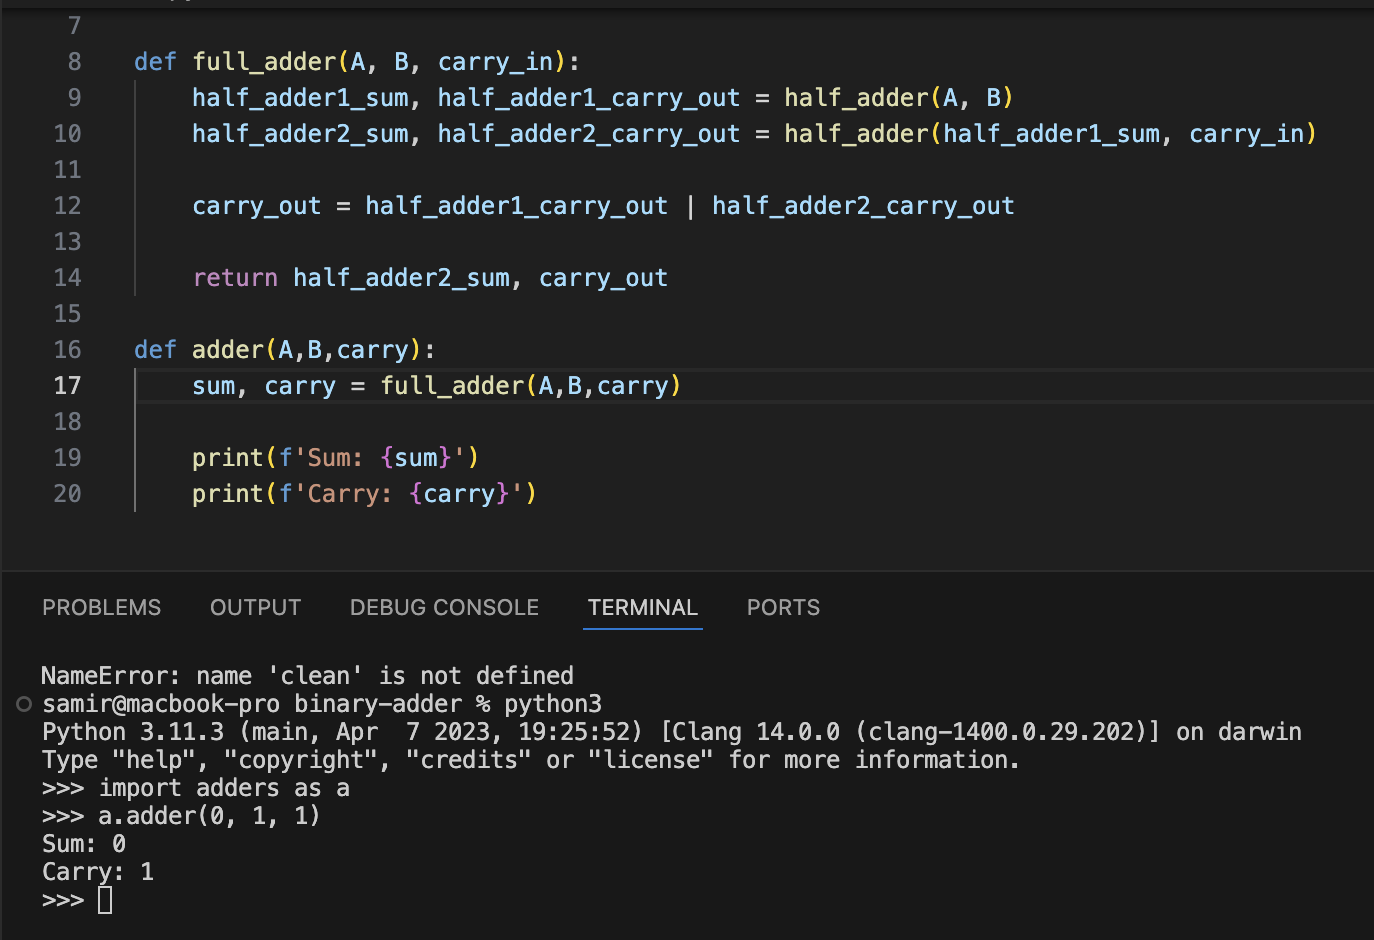 7
8 def full_adder(A, B, carry_in):
9 half_adder1_sum, half_adder1_carry_out = half_adder(A, B)
10 half_adder2_sum, half_adder2_carry_out = half_adder(half_adder1_sum, carry_in)
11
12 carry_out = half_adder1_carry_out | half_adder2_carry_out
13
14 return half_adder2_sum, carry_out
15
16 def adder(A,B,carry):
17 sum, carry = full_adder(A,B,carry)
18
19 print(f'Sum: {sum}')
20 print(f'Carry: {carry}')
PROBLEMS OUTPUT DEBUG CONSOLE TERMINAL PORTS
NameError: name 'clean' is not defined
samir@macbook-pro binary-adder % python3
Python 3.11.3 (main, Apr  7 2023, 19:25:52) [Clang 14.0.0 (clang-1400.0.29.202)] on darwin
Type "help", "copyright", "credits" or "license" for more information.
>>> import adders as a
>>> a.adder(0, 1, 1)
Sum: 0
Carry: 1
>>>